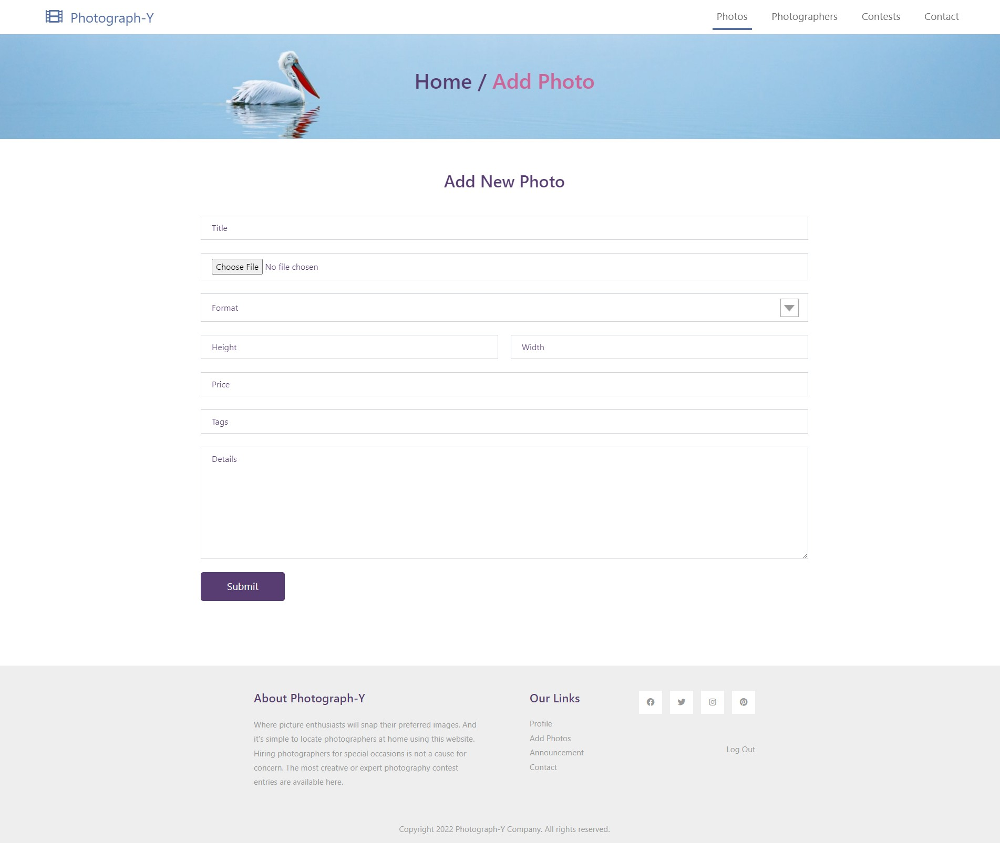 Photograph-Y
Photos Photographers Contests Contact
Home / Add Photo
Add New Photo
Title
Choose File No file chosen
Format
Height Width
Price
Tags
Details
Submit
About Photograph-Y
Where picture enthusiasts will snap their preferred images. And
it's simple to locate photographers at home using this website.
Hiring photographers for special occasions is not a cause for
concern. The most creative or expert photography contest
entries are available here.
Our Links
Profile
Add Photos
Announcement
Contact
Log Out
Copyright 2022 Photograph-Y Company. All rights reserved.